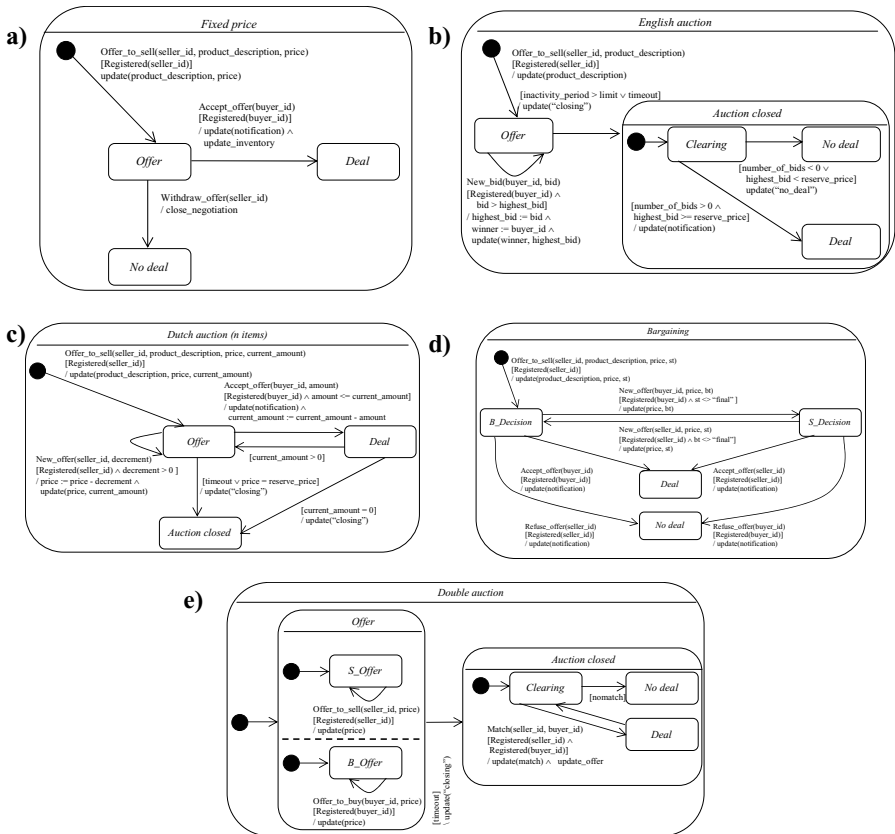 a)
Fixed price
Offer_to_sell(seller_id, product_description, price)
[Registered(seller_id)]
update(product_description, price)
Accept_offer(buyer_id)
[Registered(buyer_id)]
/ update(notification) ∧
update_inventory
Offer
Deal
Withdraw_offer(seller_id)
/ close_negotiation
No deal
b)
English auction
Offer_to_sell(seller_id, product_description)
[Registered(seller_id)]
/ update(product_description)
[inactivity_period > limit ∨ timeout]
/ update(“closing”)
Offer
Auction closed
Clearing
No deal
New_bid(buyer_id, bid)
[Registered(buyer_id) ∧
bid > highest_bid]
/ highest_bid := bid ∧
winner := buyer_id ∧
update(winner, highest_bid)
[number_of_bids < 0 ∨
highest_bid < reserve_price]
update(“no_deal”)
[number_of_bids > 0 ∧
highest_bid >= reserve_price]
/ update(notification)
Deal
c)
Dutch auction (n items)
Offer_to_sell(seller_id, product_description, price, current_amount)
[Registered(seller_id)]
/ update(product_description, price, current_amount)
Accept_offer(buyer_id, amount)
[Registered(buyer_id) ∧ amount <= current_amount]
/ update(notification) ∧
current_amount := current_amount - amount
Offer
Deal
[current_amount > 0]
New_offer(seller_id, decrement)
[Registered(seller_id) ∧ decrement > 0 ]
/ price := price - decrement ∧
update(price, current_amount)
[timeout ∨ price = reserve_price]
/ update(“closing”)
[current_amount = 0]
/ update(“closing”)
Auction closed
d)
Bargaining
Offer_to_sell(seller_id, product_description, price, st)
[Registered(seller_id)]
/ update(product_description, price, st)
New_offer(buyer_id, price, bt)
[Registered(buyer_id) ∧ st <> “final” ]
/ update(price, bt)
B_Decision
S_Decision
New_offer(seller_id, price, st)
[Registered(seller_id) ∧ bt <> “final”]
/ update(price, st)
Accept_offer(buyer_id)
[Registered(buyer_id)]
/ update(notification)
Deal
Accept_offer(seller_id)
[Registered(seller_id)]
/ update(notification)
No deal
Refuse_offer(seller_id)
[Registered(seller_id)]
/ update(notification)
Refuse_offer(buyer_id)
[Registered(buyer_id)]
/ update(notification)
e)
Double auction
Offer
S_Offer
Offer_to_sell(seller_id, price)
[Registered(seller_id)]
/ update(price)
B_Offer
Offer_to_buy(buyer_id, price)
[Registered(buyer_id)]
/ update(price)
[timeout]
\ update(“closing”)
Auction closed
Clearing
[nomatch]
No deal
Match(seller_id, buyer_id)
[Registered(seller_id) ∧
Registered(buyer_id)]
/ update(match) ∧ update_offer
Deal